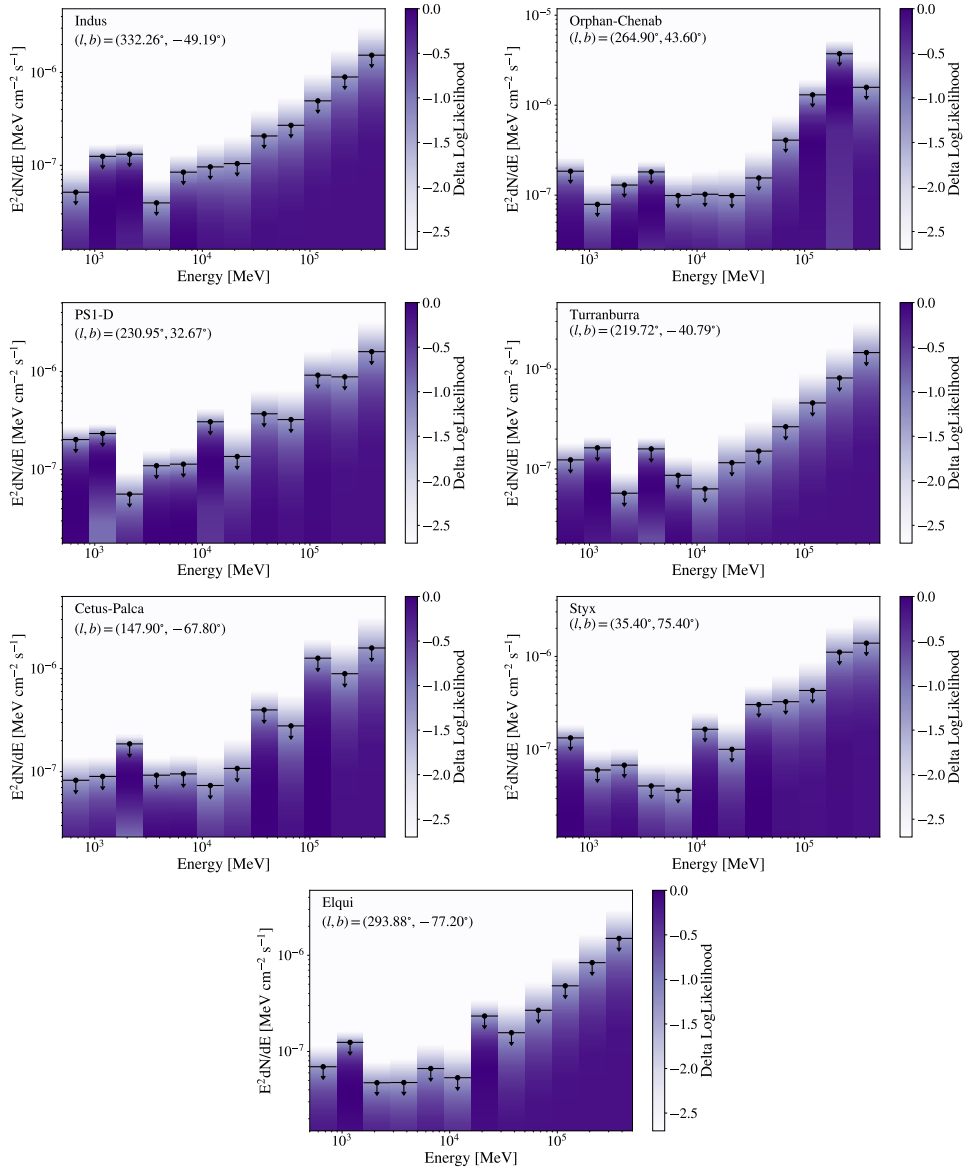 Indus
(l, b) = (332.26°, −49.19°)
10⁻⁶
10⁻⁷
E²dN/dE [MeV cm⁻² s⁻¹]
10³
10⁴
10⁵
Energy [MeV]
0.0
−0.5
−1.0
−1.5
−2.0
−2.5
Delta LogLikelihood
Orphan-Chenab
(l, b) = (264.90°, 43.60°)
10⁻⁵
10⁻⁶
10⁻⁷
E²dN/dE [MeV cm⁻² s⁻¹]
10³
10⁴
10⁵
Energy [MeV]
0.0
−0.5
−1.0
−1.5
−2.0
−2.5
Delta LogLikelihood
PS1-D
(l, b) = (230.95°, 32.67°)
10⁻⁶
10⁻⁷
E²dN/dE [MeV cm⁻² s⁻¹]
10³
10⁴
10⁵
Energy [MeV]
0.0
−0.5
−1.0
−1.5
−2.0
−2.5
Delta LogLikelihood
Turranburra
(l, b) = (219.72°, −40.79°)
10⁻⁶
10⁻⁷
E²dN/dE [MeV cm⁻² s⁻¹]
10³
10⁴
10⁵
Energy [MeV]
0.0
−0.5
−1.0
−1.5
−2.0
−2.5
Delta LogLikelihood
Cetus-Palca
(l, b) = (147.90°, −67.80°)
10⁻⁶
10⁻⁷
E²dN/dE [MeV cm⁻² s⁻¹]
10³
10⁴
10⁵
Energy [MeV]
0.0
−0.5
−1.0
−1.5
−2.0
−2.5
Delta LogLikelihood
Styx
(l, b) = (35.40°, 75.40°)
10⁻⁶
10⁻⁷
E²dN/dE [MeV cm⁻² s⁻¹]
10³
10⁴
10⁵
Energy [MeV]
0.0
−0.5
−1.0
−1.5
−2.0
−2.5
Delta LogLikelihood
Elqui
(l, b) = (293.88°, −77.20°)
10⁻⁶
10⁻⁷
E²dN/dE [MeV cm⁻² s⁻¹]
10³
10⁴
10⁵
Energy [MeV]
0.0
−0.5
−1.0
−1.5
−2.0
−2.5
Delta LogLikelihood